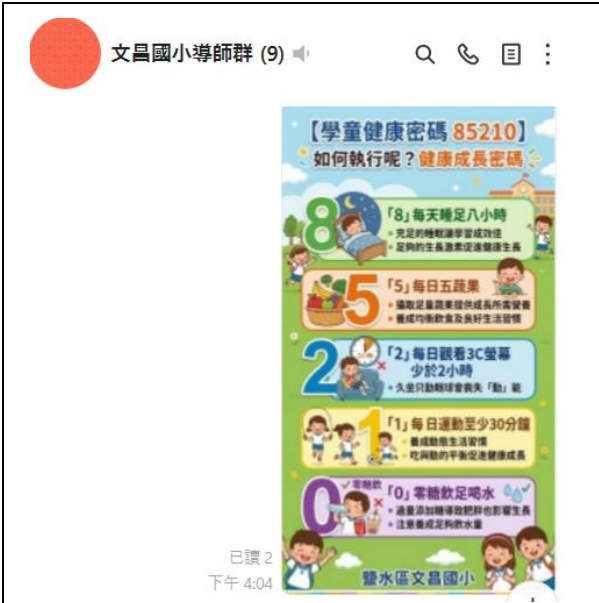 文昌國小導師群 (9)
【學童健康密碼 85210】
如何執行呢？健康成長密碼
8
「8」每天睡足八小時
• 充足的睡眠讓學習成效佳
• 足夠的生長激素促進健康生長
5
「5」每日五蔬果
• 攝取足量蔬果提供成長所需營養
• 養成均衡飲食及良好生活習慣
2
「2」每日觀看3C螢幕
少於2小時
• 久坐只動眼球會喪失「動」能
1
「1」每日運動至少30分鐘
• 養成動態生活習慣
• 吃與動的平衡促進健康成長
0
零糖飲
「0」零糖飲足喝水
• 過量添加糖導致肥胖也影響生長
• 注意養成足夠飲水量
鹽水區文昌國小
已讀 2
下午 4:04